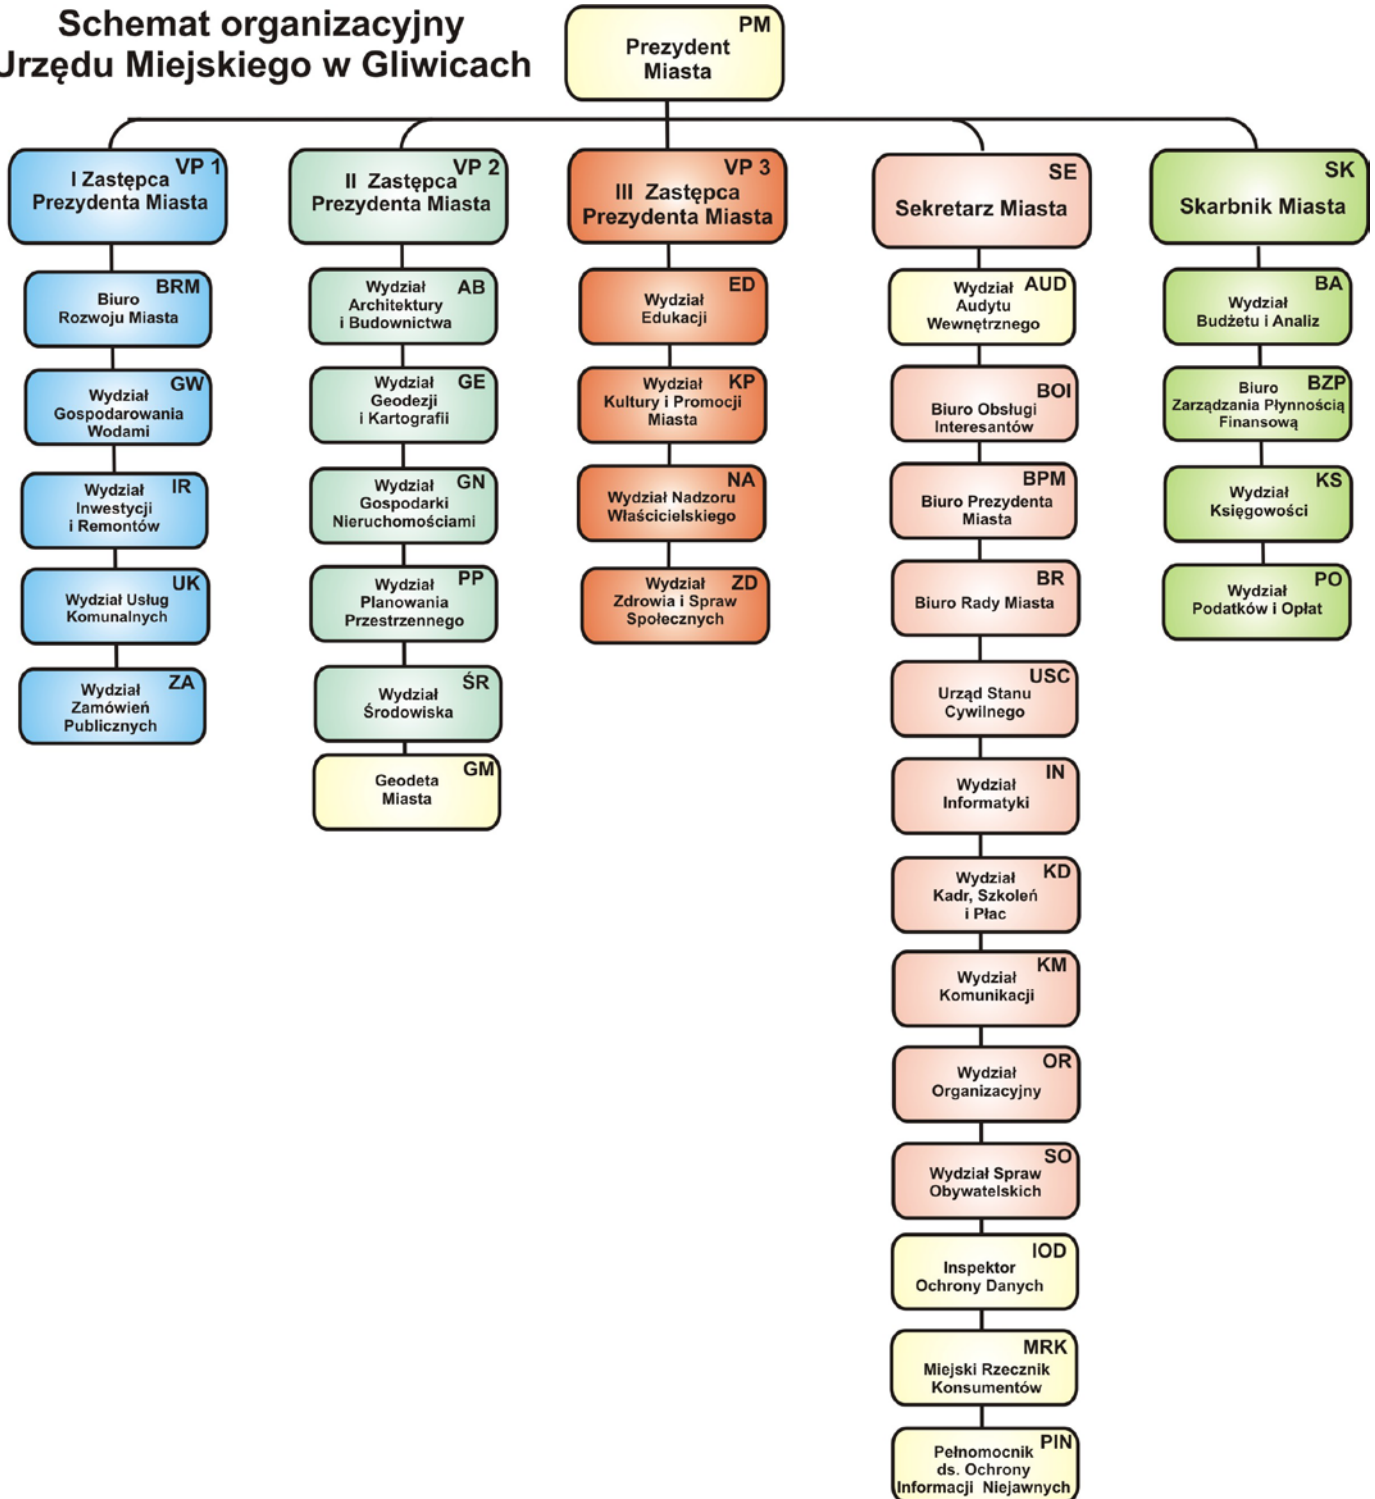 Schemat organizacyjny
Urzędu Miejskiego w Gliwicach
PM
Prezydent
Miasta
VP 1
I Zastępca
Prezydenta Miasta
BRM
Biuro
Rozwoju Miasta
GW
Wydział
Gospodarowania
Wodami
IR
Wydział
Inwestycji
i Remontów
UK
Wydział Usług
Komunalnych
ZA
Wydział
Zamówień
Publicznych
VP 2
II Zastępca
Prezydenta Miasta
AB
Wydział
Architektury
i Budownictwa
GE
Wydział
Geodezji
i Kartografii
GN
Wydział
Gospodarki
Nieruchomościami
PP
Wydział
Planowania
Przestrzennego
ŚR
Wydział
Środowiska
GM
Geodeta
Miasta
VP 3
III Zastępca
Prezydenta Miasta
ED
Wydział
Edukacji
KP
Wydział
Kultury i Promocji
Miasta
NA
Wydział Nadzoru
Właścicielskiego
ZD
Wydział
Zdrowia i Spraw
Społecznych
SE
Sekretarz Miasta
AUD
Wydział
Audytu
Wewnętrznego
BOI
Biuro Obsługi
Interesantów
BPM
Biuro Prezydenta
Miasta
BR
Biuro Rady Miasta
USC
Urząd Stanu
Cywilnego
IN
Wydział
Informatyki
KD
Wydział
Kadr, Szkoleń
i Płac
KM
Wydział
Komunikacji
OR
Wydział
Organizacyjny
SO
Wydział Spraw
Obywatelskich
IOD
Inspektor
Ochrony Danych
MRK
Miejski Rzecznik
Konsumentów
PIN
Pełnomocnik
ds. Ochrony
Informacji Niejawnych
SK
Skarbnik Miasta
BA
Wydział
Budżetu i Analiz
BZP
Biuro
Zarządzania Płynnością
Finansową
KS
Wydział
Księgowości
PO
Wydział
Podatków i Opłat